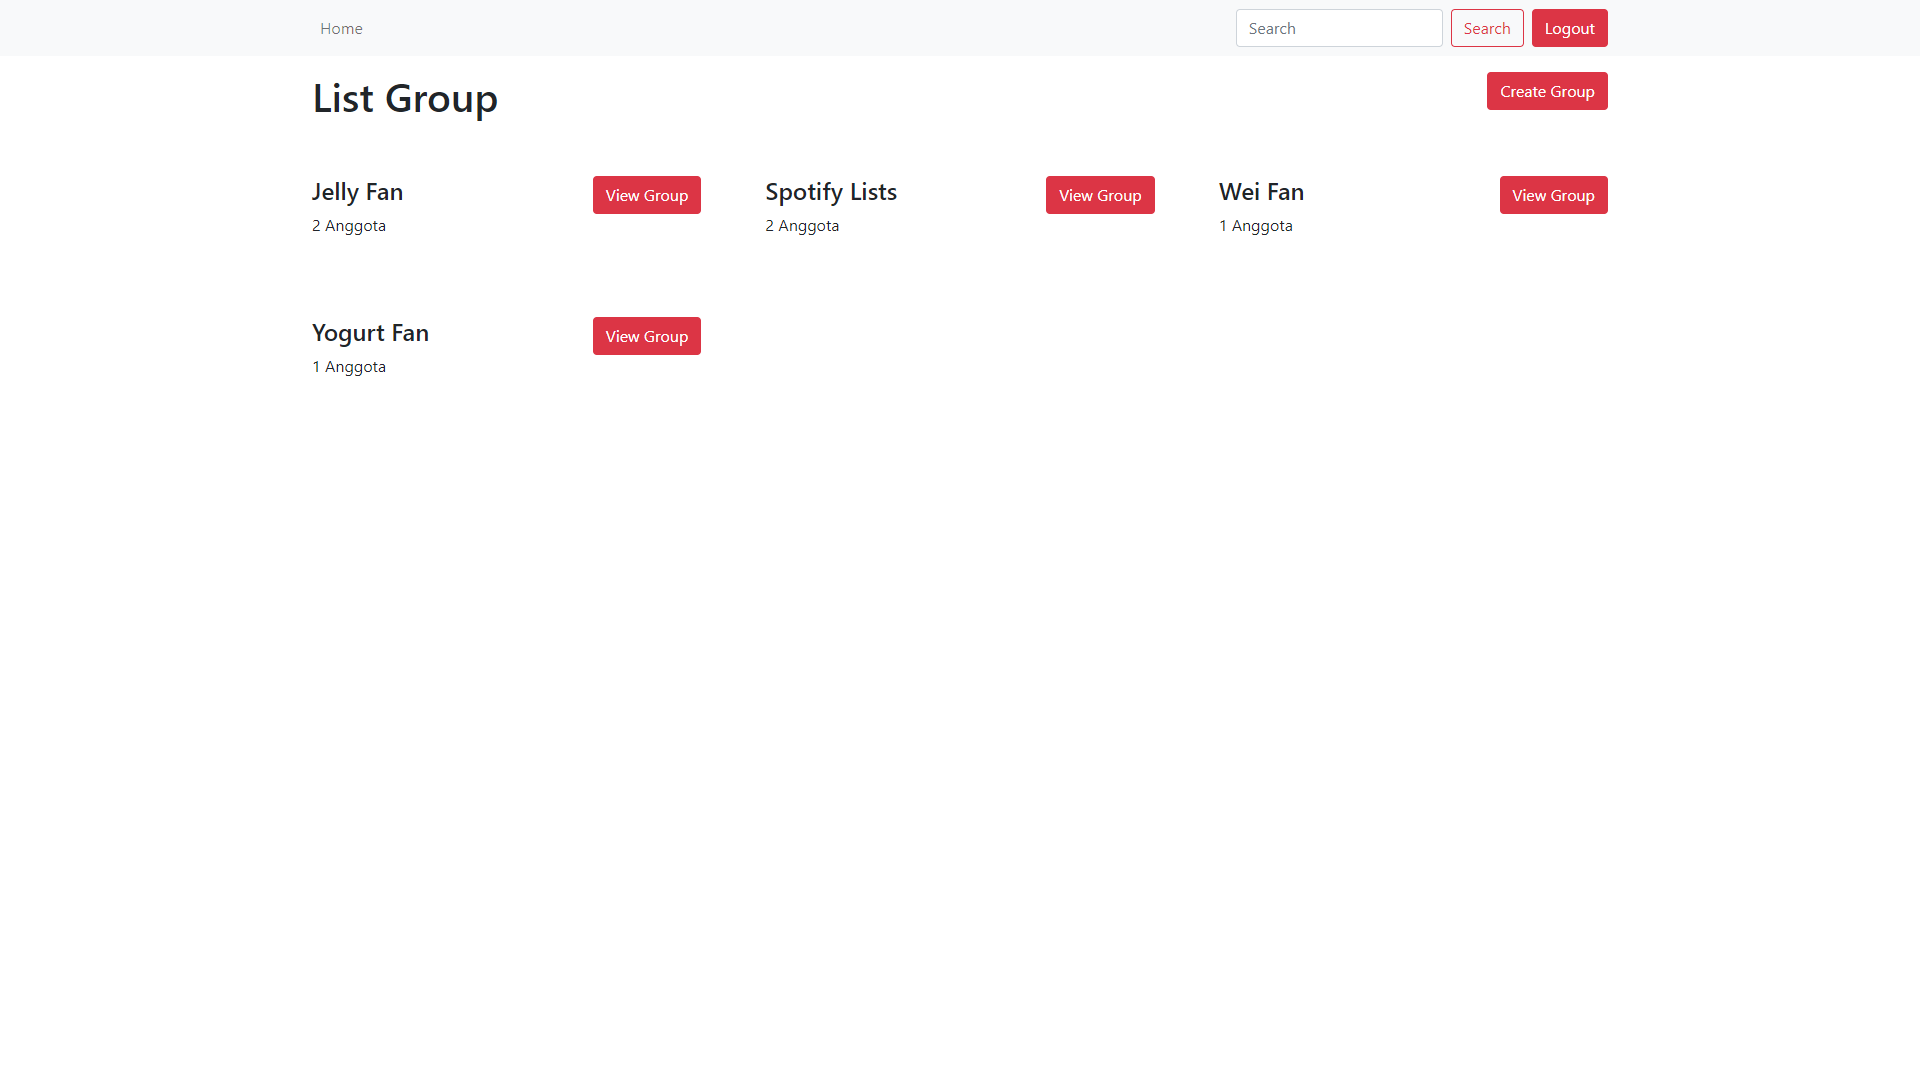 Home
Search
Search
Logout
List Group
Create Group
Jelly Fan
View Group
2 Anggota
Spotify Lists
View Group
2 Anggota
Wei Fan
View Group
1 Anggota
Yogurt Fan
View Group
1 Anggota